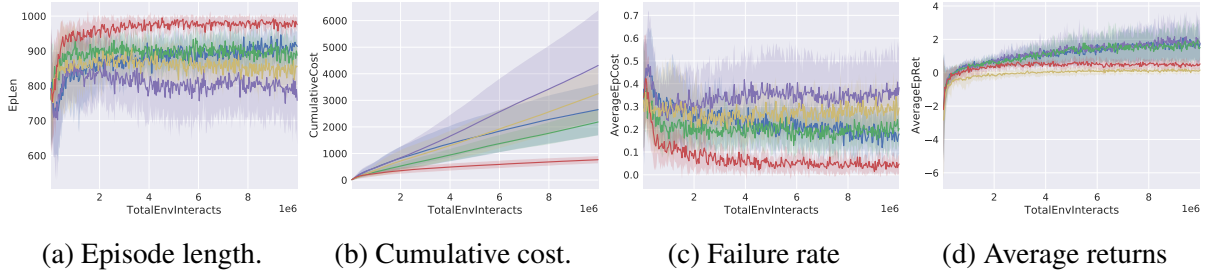 1000
900
800
700
600
EpLen
2 4 6 8
1e6
TotalEnvInteracts
6000
5000
4000
3000
2000
1000
0
CumulativeCost
2 4 6 8
1e6
TotalEnvInteracts
0.7
0.6
0.5
0.4
0.3
0.2
0.1
0.0
AverageEpCost
2 4 6 8
1e6
TotalEnvInteracts
4
2
0
−2
−4
−6
AverageEpRet
2 4 6 8
1e6
TotalEnvInteracts
(a) Episode length.
(b) Cumulative cost.
(c) Failure rate
(d) Average returns